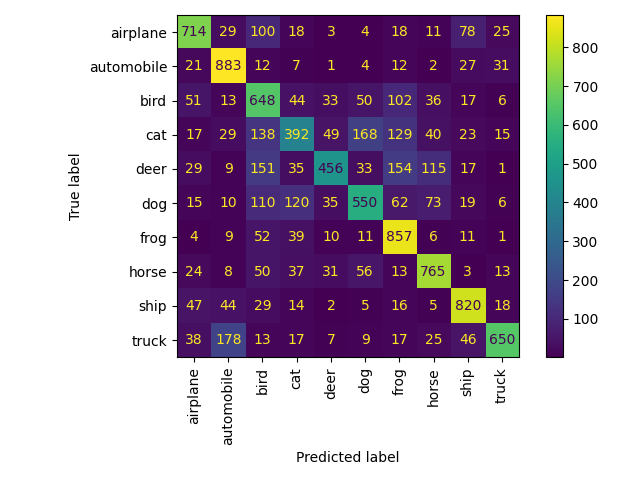 airplane 714 29 100 18 3 4 18 11 78 25
automobile 21 883 12 7 1 4 12 2 27 31
bird 51 13 648 44 33 50 102 36 17 6
cat 17 29 138 392 49 168 129 40 23 15
deer 29 9 151 35 456 33 154 115 17 1
dog 15 10 110 120 35 550 62 73 19 6
frog 4 9 52 39 10 11 857 6 11 1
horse 24 8 50 37 31 56 13 765 3 13
ship 47 44 29 14 2 5 16 5 820 18
truck 38 178 13 17 7 9 17 25 46 650
True label
airplane automobile bird cat deer dog frog horse ship truck
Predicted label
800
700
600
500
400
300
200
100